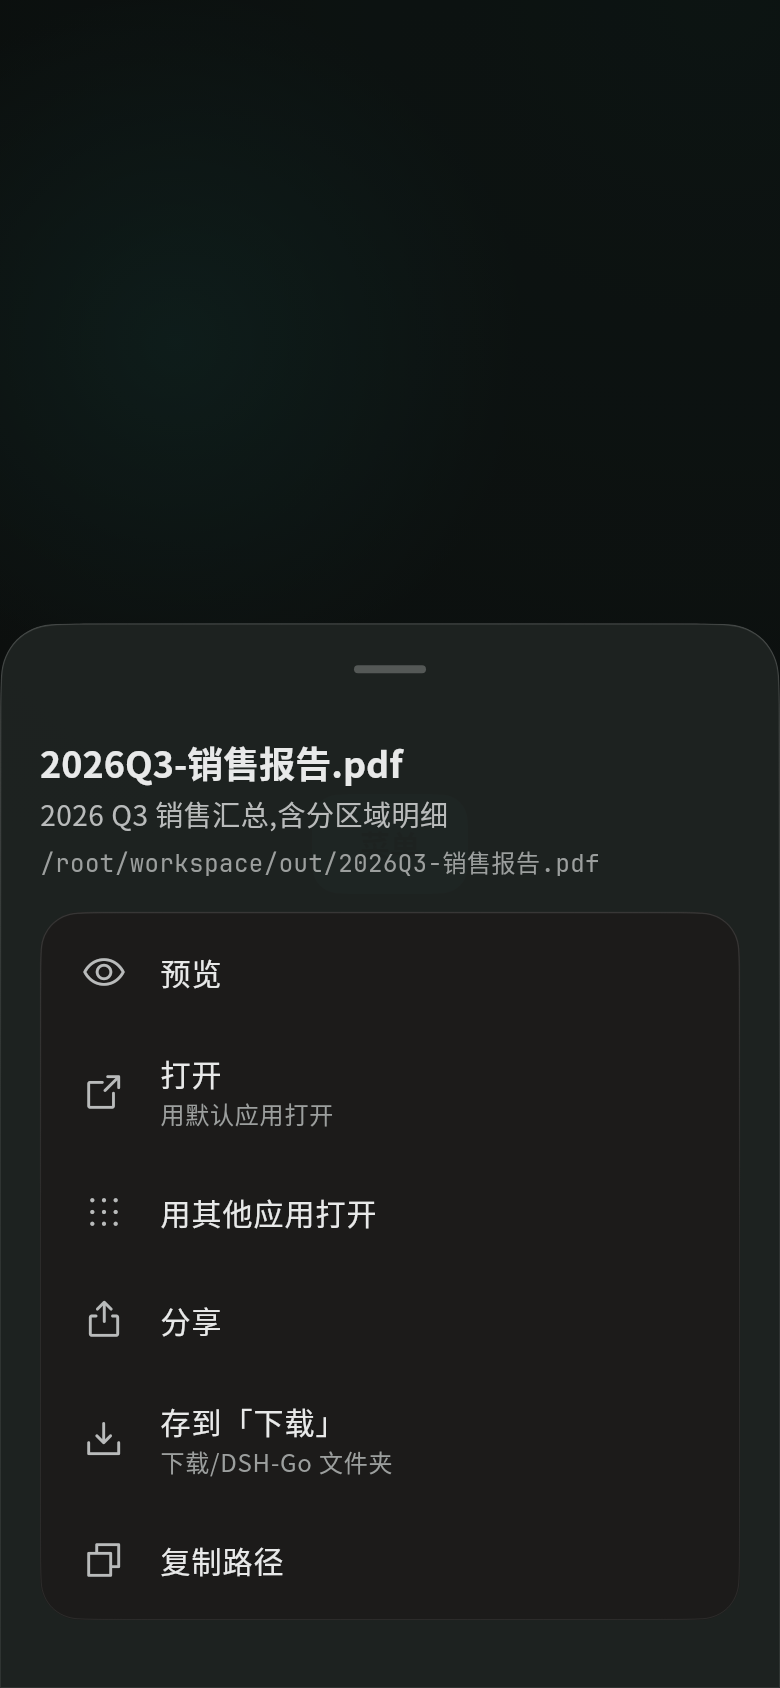 2026Q3-销售报告.pdf
2026 Q3 销售汇总,含分区域明细
/root/workspace/out/2026Q3-销售报告.pdf
预览
打开
用默认应用打开
用其他应用打开
分享
存到「下载」
下载/DSH-Go 文件夹
复制路径